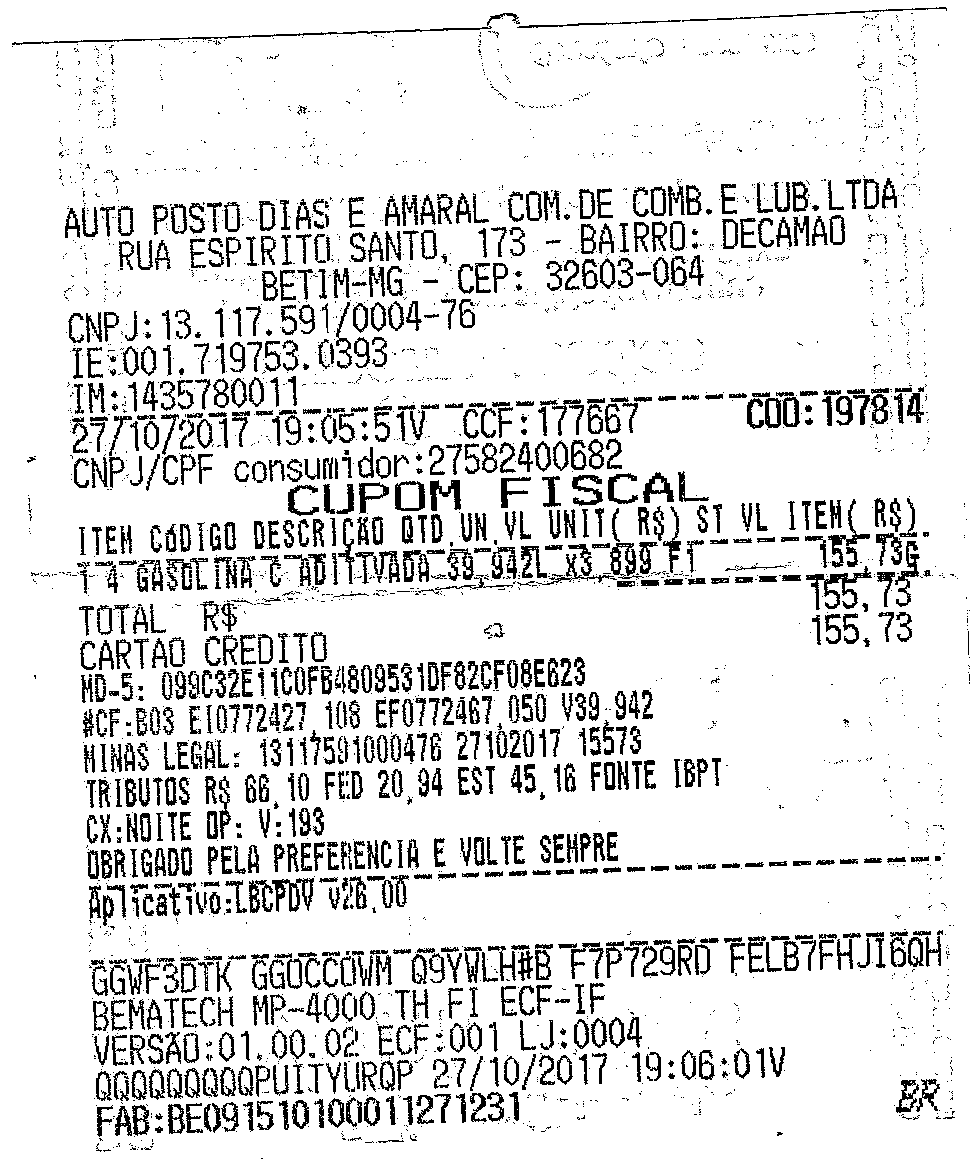 AUTO POSTO DIAS E AMARAL COM.DE COMB.E LUB.LTDA
RUA ESPIRITO SANTO, 173 - BAIRRO: DECAMAO
BETIM-MG - CEP: 32603-064
CNPJ:13.117.591/0004-76
IE:001.719753.0393
IM:1435780011
27/10/2017 19:05:51V CCF:177667 COO:197814
CNPJ/CPF consumidor:27582400682
CUPOM FISCAL
ITEM CÓDIGO DESCRIÇÃO QTD.UN.VL UNIT( R$) ST VL ITEM( R$)
1 4 GASOLINA C ADITIVADA 39,942L x3,899 F1 155,73G
TOTAL R$ 155,73
CARTAO CREDITO 155,73
MD-5: 099C32E11C0FB4809531DF82CF08E623
#CF:B03 EI0772427,108 EF0772467,050 V39,942
MINAS LEGAL: 13117591000476 27102017 15573
TRIBUTOS R$ 66,10 FED 20,94 EST 45,16 FONTE IBPT
CX:NOITE OP: V:193
OBRIGADO PELA PREFERENCIA E VOLTE SEMPRE
Aplicativo:LBCPDV v26.00
GGWF3DTK GGOCCOWM Q9YWLH#B F7P729RD FELB7FHJI6QH
BEMATECH MP-4000 TH FI ECF-IF
VERSÃO:01.00.02 ECF:001 LJ:0004
QQQQQQQQQPUITYURQP 27/10/2017 19:06:01V
FAB:BE091510100011271231 BR